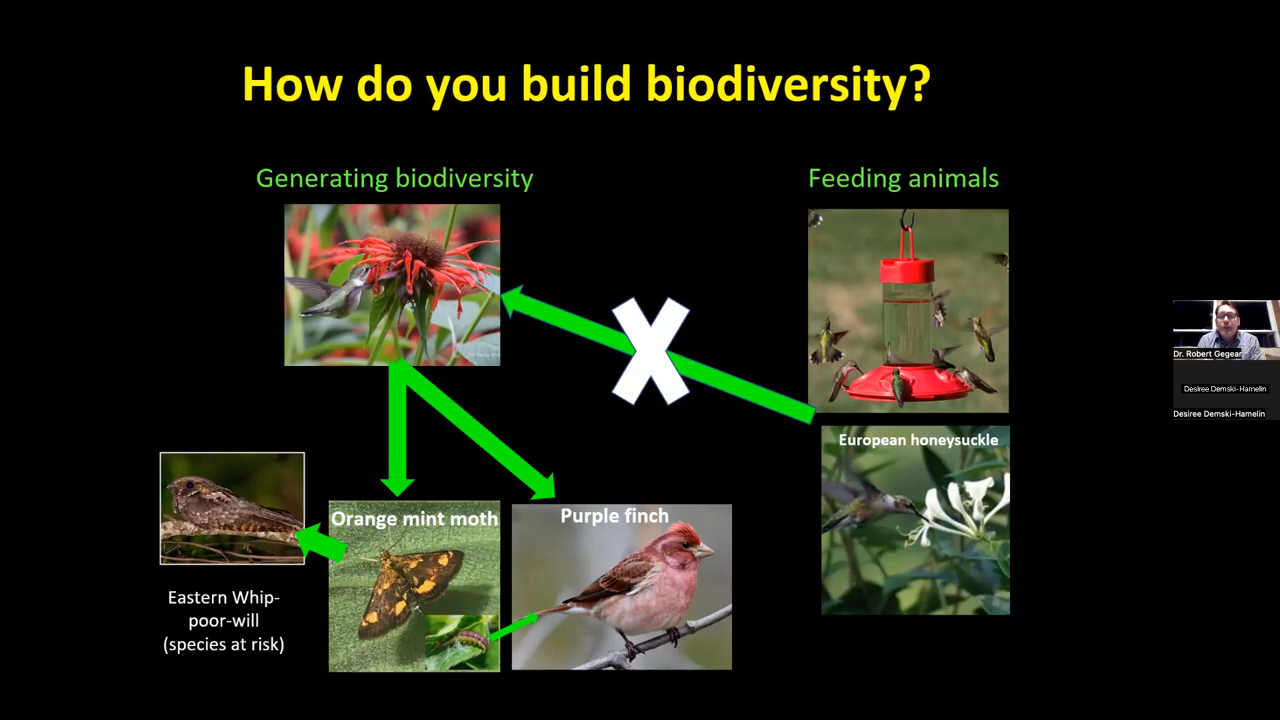 How do you build biodiversity?
Generating biodiversity
Feeding animals
European honeysuckle
Orange mint moth
Purple finch
Eastern Whip-
poor-will
(species at risk)
Dr. Robert Gegear
Desiree Demski-Hamelin
Desiree Demski-Hamelin